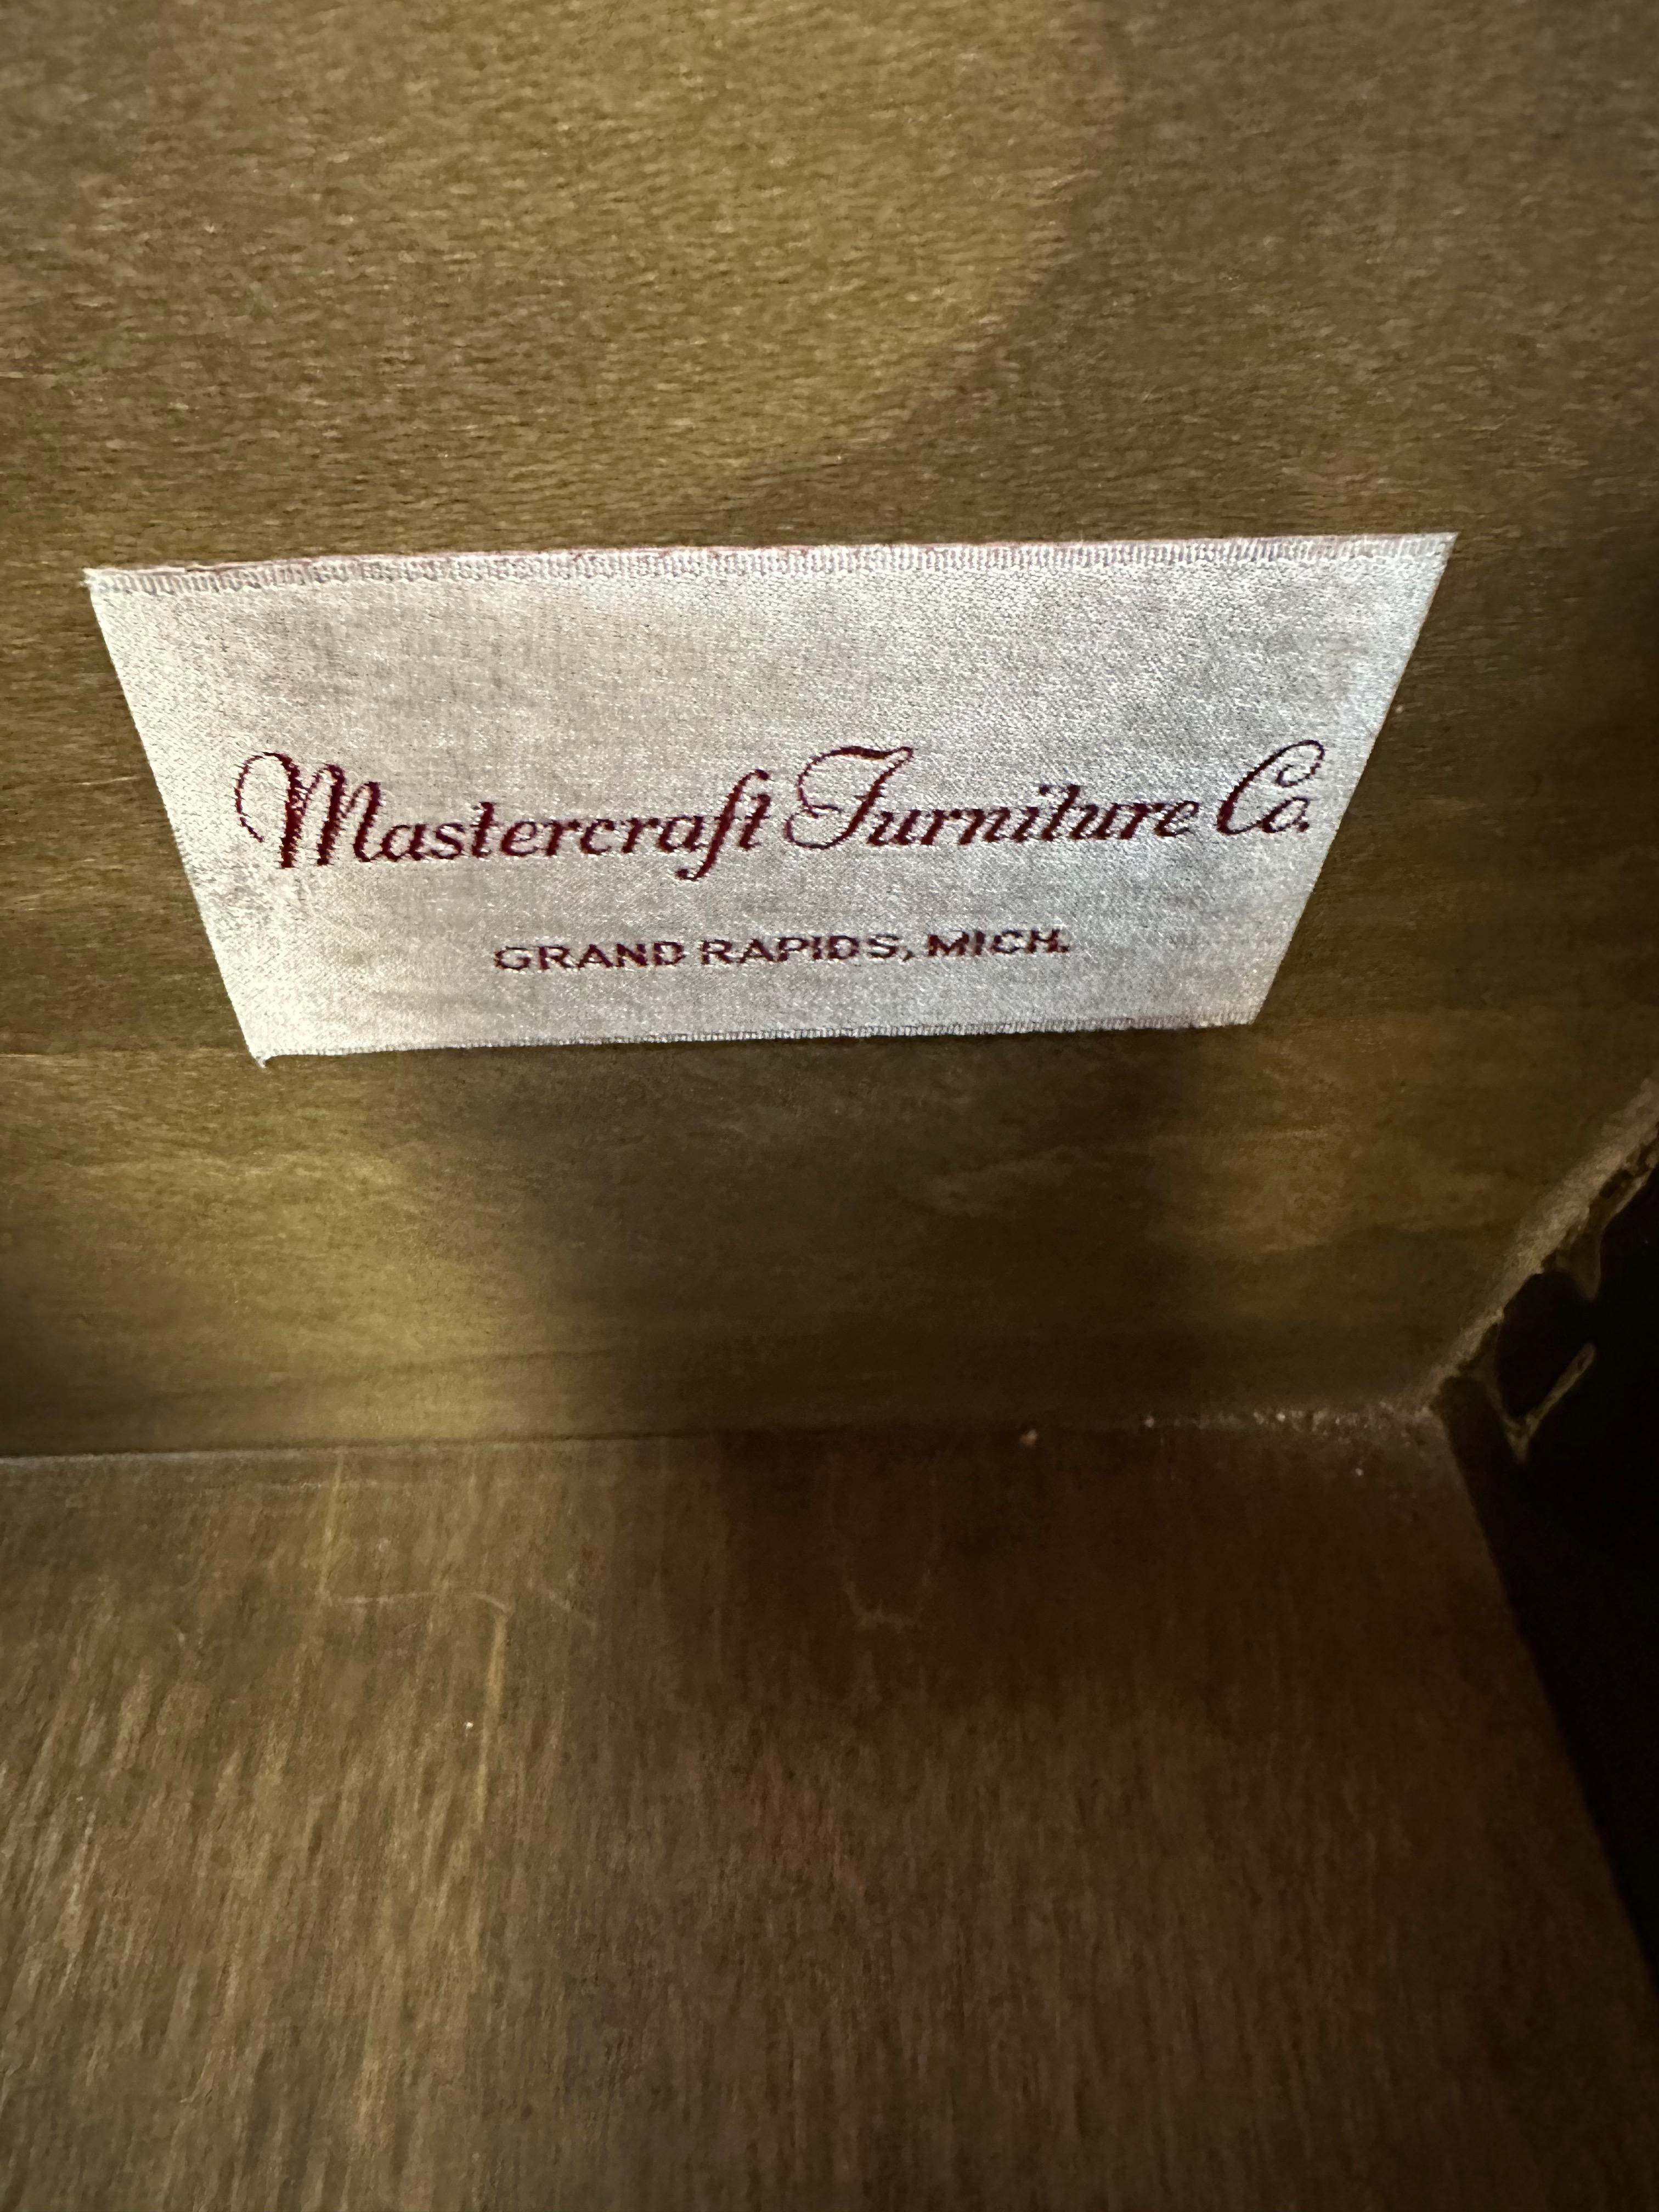 Mastercraft Furniture Co.
GRAND RAPIDS, MICH.